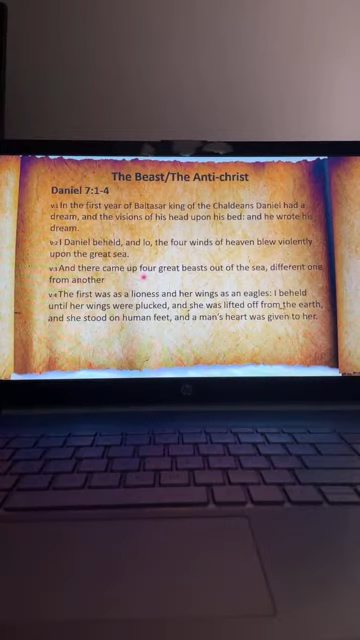 The Beast/The Anti-christ
Daniel 7:1-4
v.1 In the first year of Baltasar king of the Chaldeans Daniel had a
dream, and the visions of his head upon his bed: and he wrote his
dream.
v.2 I Daniel beheld, and lo, the four winds of heaven blew violently
upon the great sea.
v.3 And there came up four great beasts out of the sea, different one
from another
v.4 The first was as a lioness and her wings as an eagles: I beheld
until her wings were plucked, and she was lifted off from the earth,
and she stood on human feet, and a man's heart was given to her.
hp